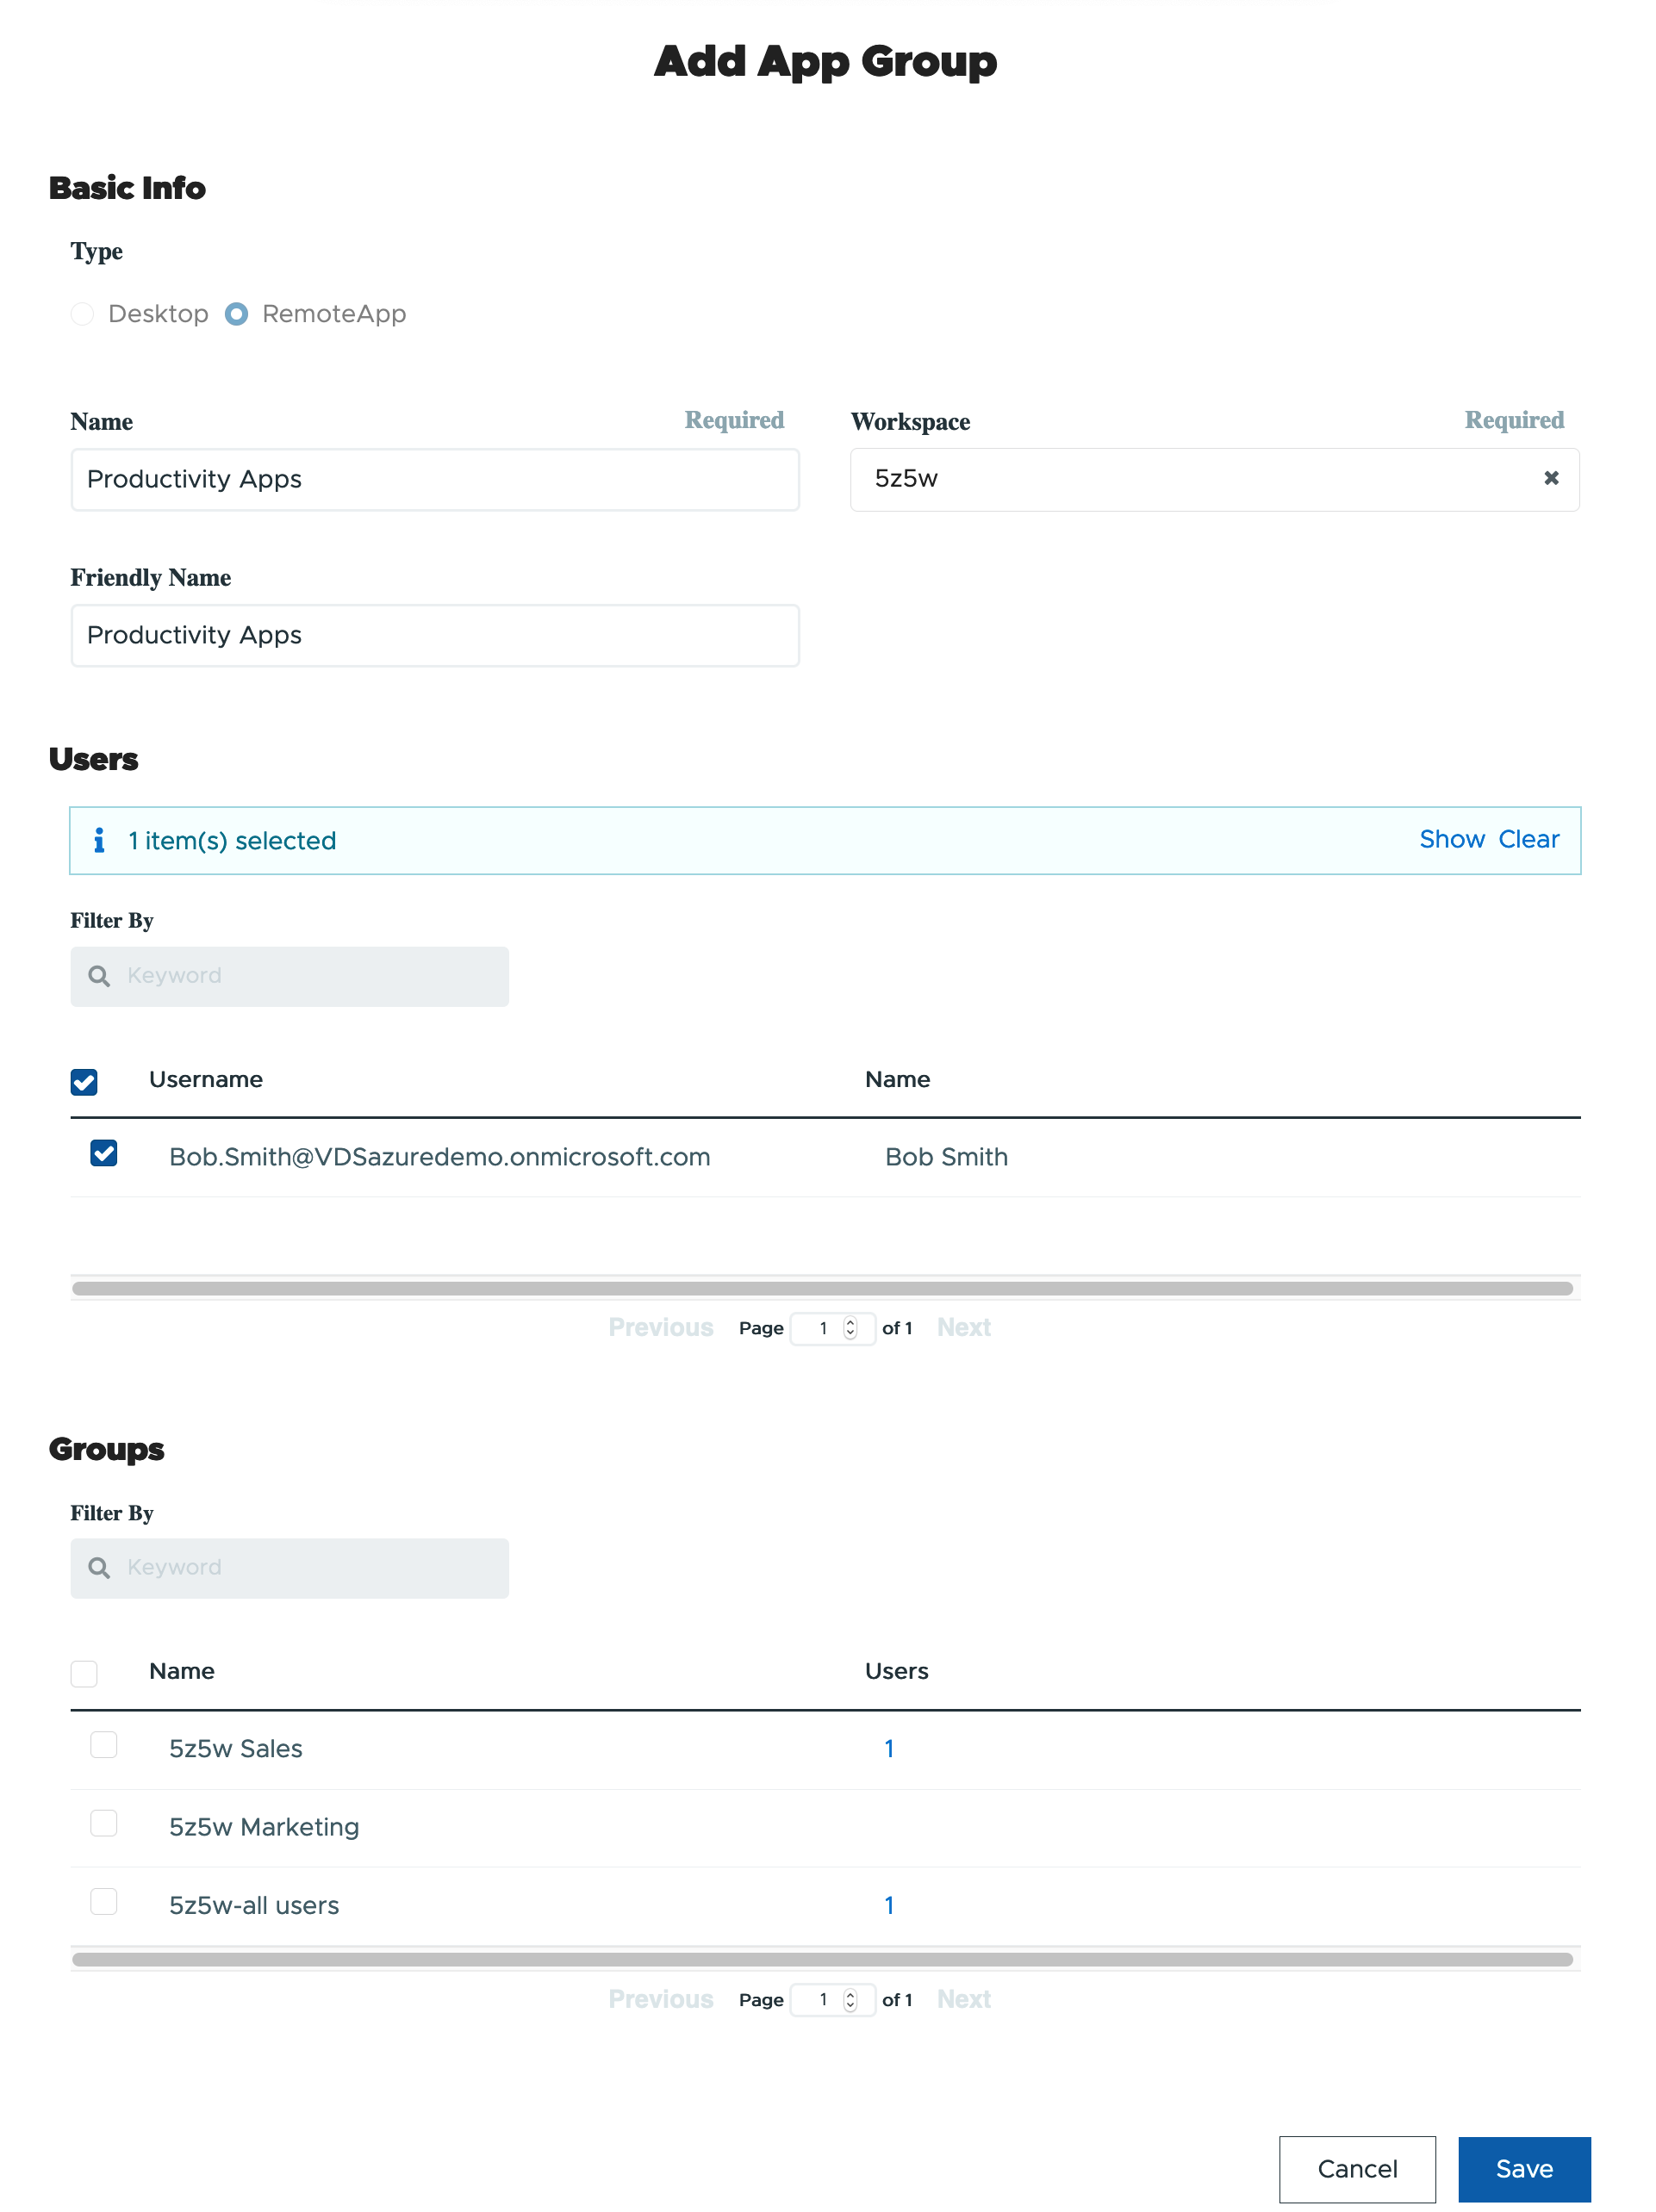 Add App Group
Basic Info
Type
Desktop RemoteApp
Name Required Workspace Required
Productivity Apps 5z5w
Friendly Name
Productivity Apps
Users
1 item(s) selected Show Clear
Filter By
Keyword
Username Name
Bob.Smith@VDSazuredemo.onmicrosoft.com Bob Smith
Previous Page 1 of 1 Next
Groups
Filter By
Keyword
Name Users
5z5w Sales 1
5z5w Marketing
5z5w-all users 1
Previous Page 1 of 1 Next
Cancel Save